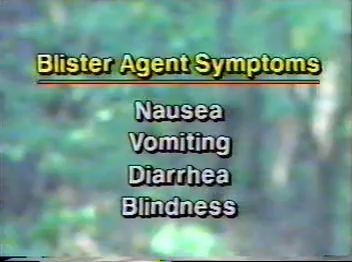 Blister Agent Symptoms
Nausea
Vomiting
Diarrhea
Blindness